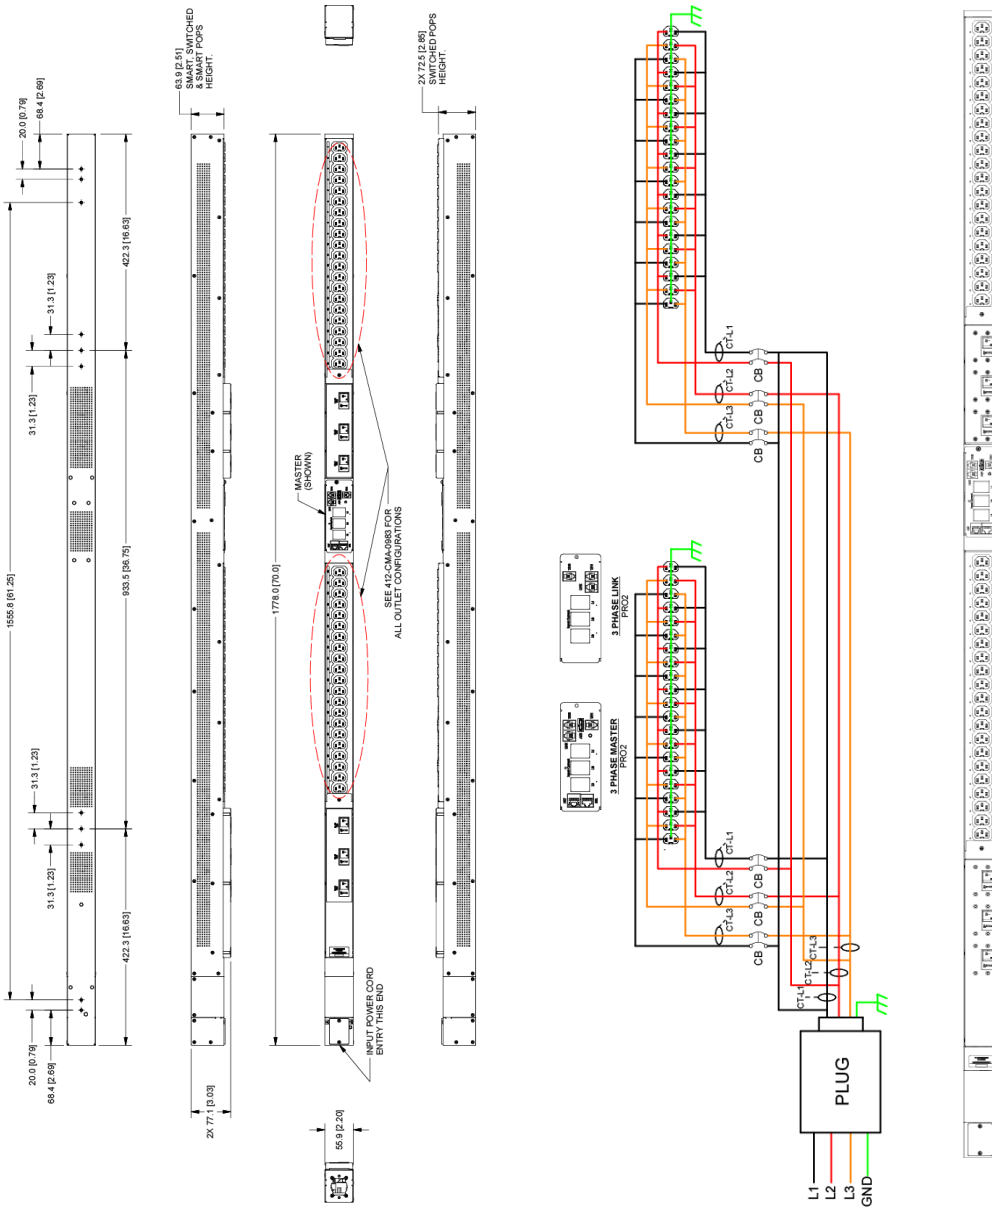 63.9 [2.51]
SMART, SWITCHED
& SMART POPS
HEIGHT.
2X 72.5 [2.85]
SWITCHED POPS
HEIGHT.
20.0 [0.79]
68.4 [2.69]
422.3 [16.63]
31.3 [1.23]
31.3 [1.23]
1555.8 [61.25]
933.5 [36.75]
31.3 [1.23]
31.3 [1.23]
422.3 [16.63]
20.0 [0.79]
68.4 [2.69]
2X 77.1 [3.03]
1778.0 [70.0]
MASTER
(SHOWN)
SEE 412-CMA-0983 FOR
ALL OUTLET CONFIGURATIONS
INPUT POWER CORD
ENTRY THIS END
55.9 [2.20]
3 PHASE LINK
PRO2
3 PHASE MASTER
PRO2
CT-L1
CT-L2
CT-L3
CB
CB
CB
CT-L1
CT-L2
CT-L3
CB
CB
CB
CT-L1
CT-L2
CT-L3
PLUG
L1
L2
L3
GND